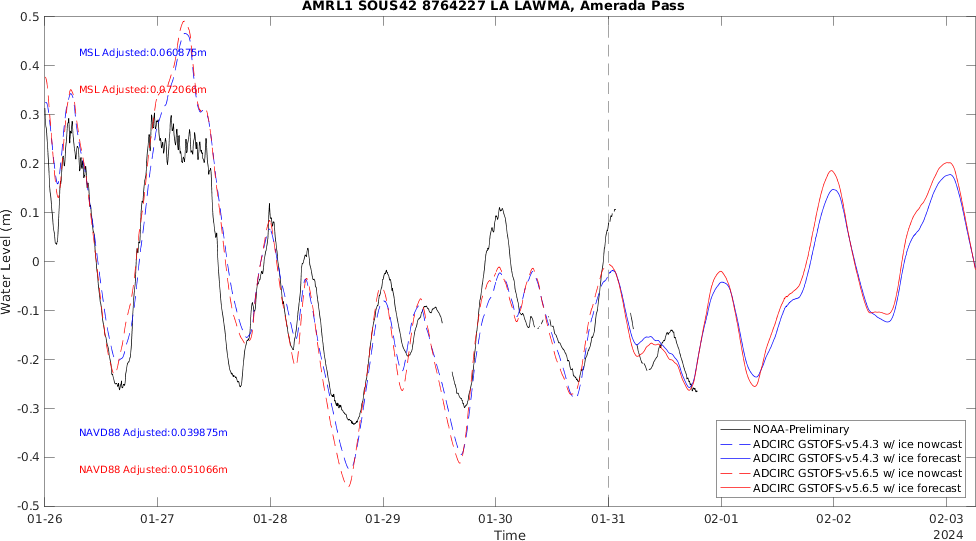 AMRL1 SOUS42 8764227 LA LAWMA, Amerada Pass
0.5
0.4
0.3
0.2
0.1
0
-0.1
-0.2
-0.3
-0.4
-0.5
Water Level (m)
MSL Adjusted:0.060875m
MSL Adjusted:0.072066m
NAVD88 Adjusted:0.039875m
NAVD88 Adjusted:0.051066m
NOAA-Preliminary
ADCIRC GSTOFS-v5.4.3 w/ ice nowcast
ADCIRC GSTOFS-v5.4.3 w/ ice forecast
ADCIRC GSTOFS-v5.6.5 w/ ice nowcast
ADCIRC GSTOFS-v5.6.5 w/ ice forecast
01-26 01-27 01-28 01-29 01-30 01-31 02-01 02-02 02-03
Time
2024